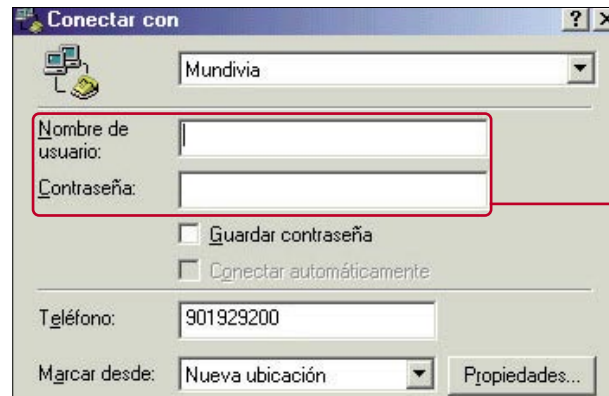 Conectar con
Mundivia
Nombre de
usuario:
Contraseña:
Guardar contraseña
Conectar automáticamente
Teléfono:
901929200
Marcar desde:
Nueva ubicación
Propiedades...